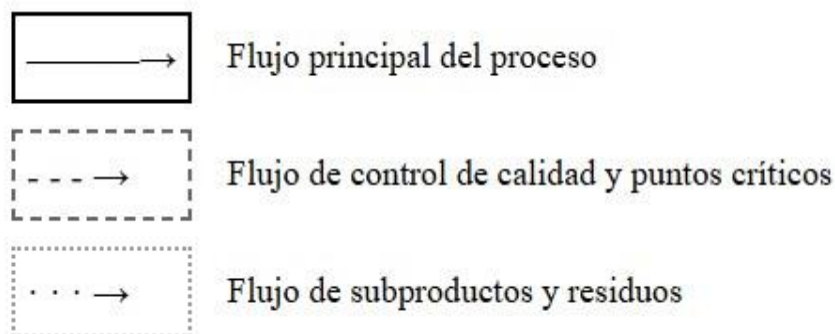 Flujo principal del proceso
Flujo de control de calidad y puntos críticos
Flujo de subproductos y residuos